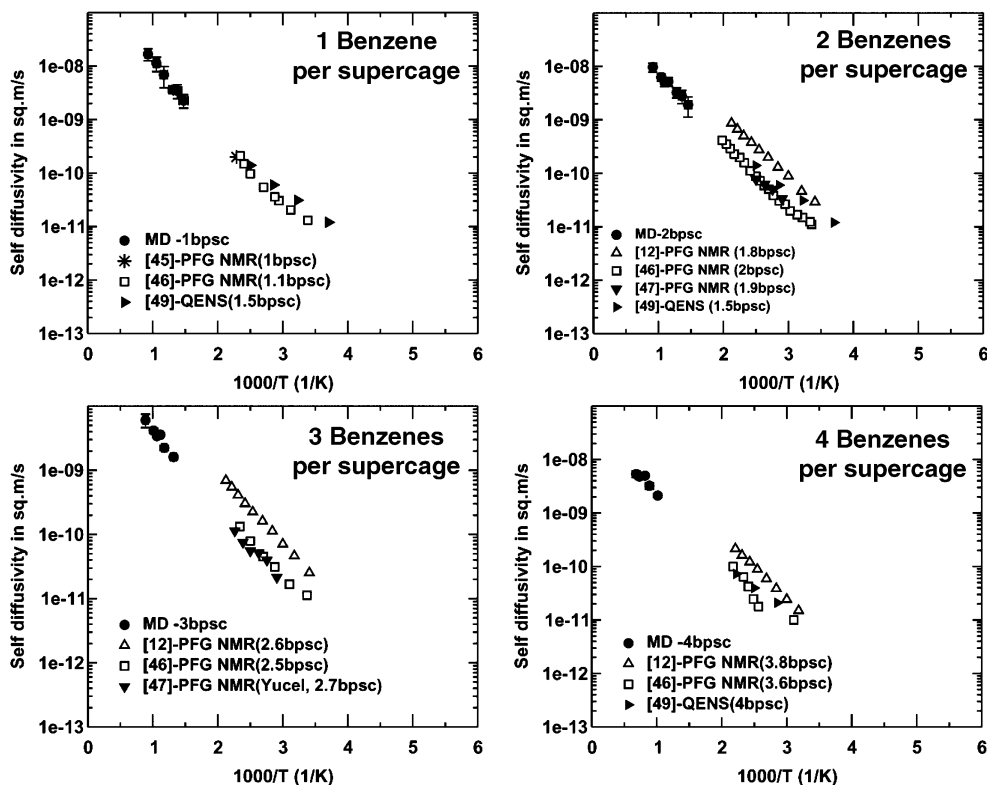 1 Benzene
per supercage
Self diffusivity in sq.m/s
1e-08
1e-09
1e-10
1e-11
1e-12
1e-13
MD -1bpsc
[45]-PFG NMR(1bpsc)
[46]-PFG NMR(1.1bpsc)
[49]-QENS(1.5bpsc)
0 1 2 3 4 5 6
1000/T (1/K)
2 Benzenes
per supercage
Self diffusivity in sq.m/s
1e-08
1e-09
1e-10
1e-11
1e-12
1e-13
MD-2bpsc
[12]-PFG NMR (1.8bpsc)
[46]-PFG NMR (2bpsc)
[47]-PFG NMR (1.9bpsc)
[49]-QENS (1.5bpsc)
0 1 2 3 4 5 6
1000/T (1/K)
3 Benzenes
per supercage
Self diffusivity in sq.m/s
1e-09
1e-10
1e-11
1e-12
1e-13
MD -3bpsc
[12]-PFG NMR(2.6bpsc)
[46]-PFG NMR(2.5bpsc)
[47]-PFG NMR(Yucel, 2.7bpsc)
0 1 2 3 4 5 6
1000/T (1/K)
4 Benzenes
per supercage
Self diffusivity in sq.m/s
1e-08
1e-09
1e-10
1e-11
1e-12
1e-13
MD -4bpsc
[12]-PFG NMR(3.8bpsc)
[46]-PFG NMR(3.6bpsc)
[49]-QENS(4bpsc)
0 1 2 3 4 5 6
1000/T (1/K)